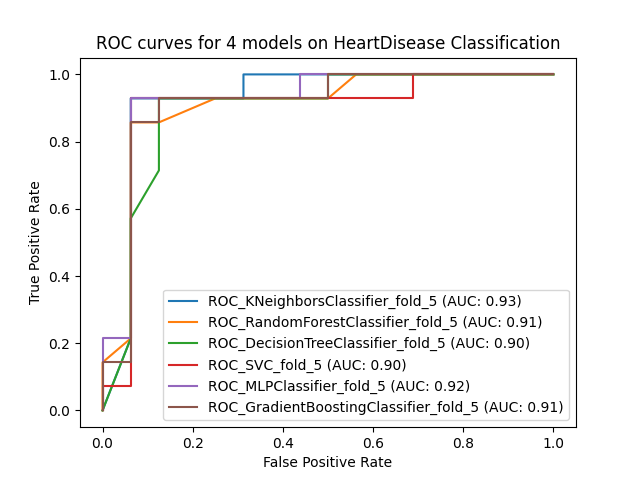 ROC curves for 4 models on HeartDisease Classification
1.0
0.8
0.6
0.4
0.2
0.0
True Positive Rate
ROC_KNeighborsClassifier_fold_5 (AUC: 0.93)
ROC_RandomForestClassifier_fold_5 (AUC: 0.91)
ROC_DecisionTreeClassifier_fold_5 (AUC: 0.90)
ROC_SVC_fold_5 (AUC: 0.90)
ROC_MLPClassifier_fold_5 (AUC: 0.92)
ROC_GradientBoostingClassifier_fold_5 (AUC: 0.91)
0.0 0.2 0.4 0.6 0.8 1.0
False Positive Rate